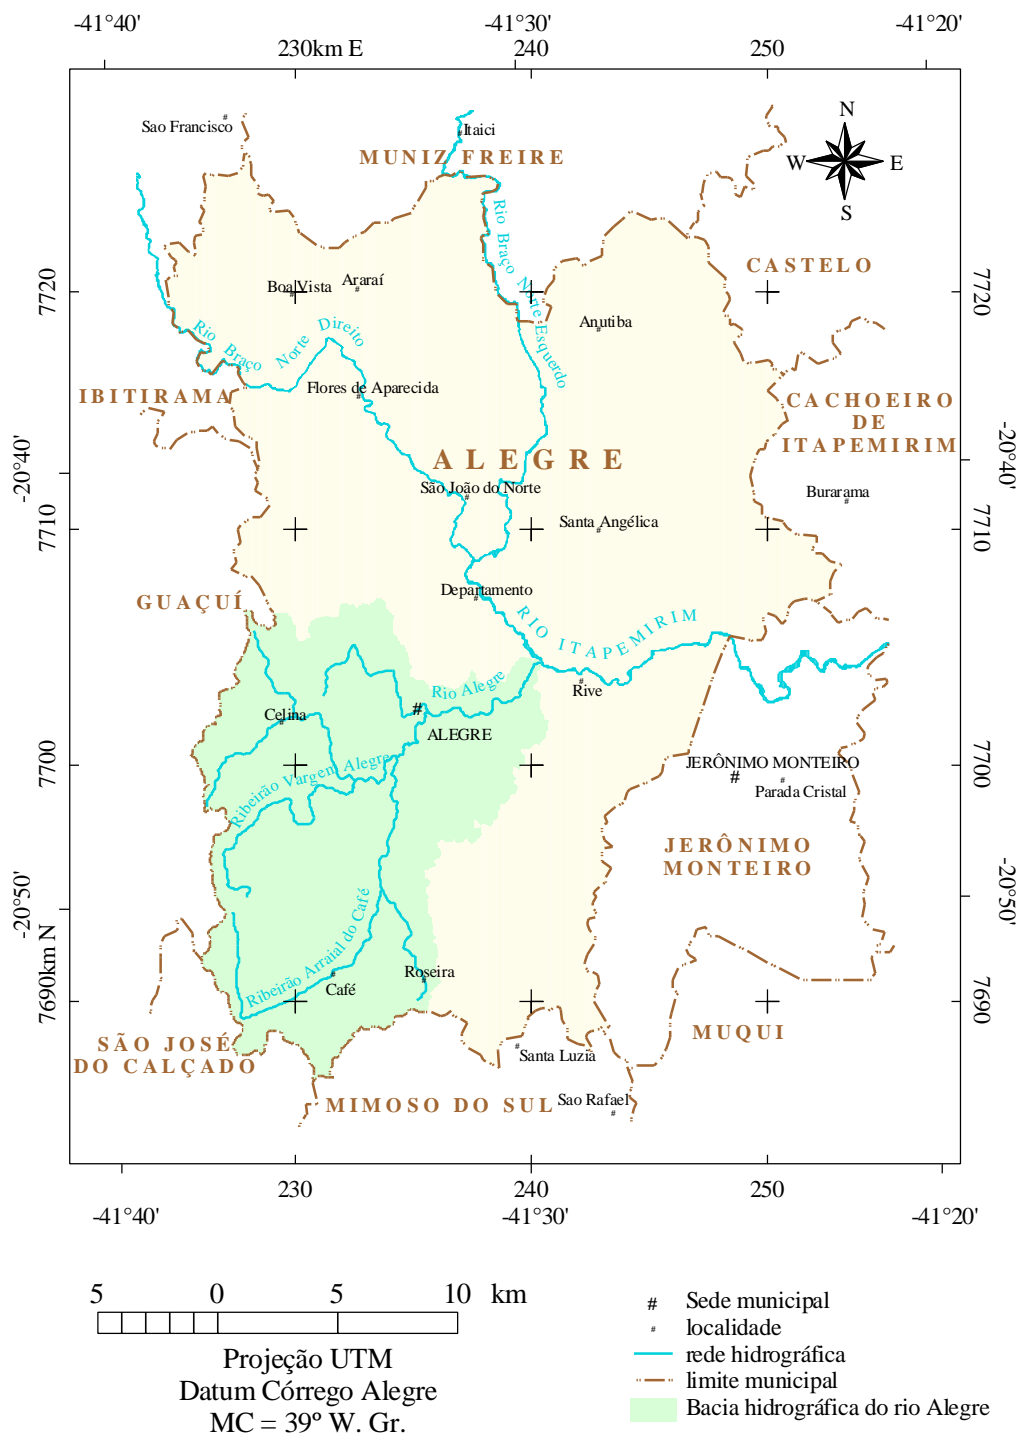 -41°40' -41°30' -41°20'
230km E 240 250
N
W E
S
Sao Francisco
Itaici
MUNIZ FREIRE
CASTELO
7720 7720
Boa Vista
Araraí
Rio Braço Norte Esquerdo
Anutiba
Rio Braço Norte Direito
Flores de Aparecida
IBITIRAMA
CACHOEIRO
DE
ITAPEMIRIM
ALEGRE
-20°40' -20°40'
São João do Norte
Burarama
Santa Angélica
7710 7710
Departamento
GUAÇUÍ
RIO ITAPEMIRIM
Rio Alegre
Rive
Celina
ALEGRE
7700 7700
JERÔNIMO MONTEIRO
Parada Cristal
Ribeirão Vargem Alegre
JERÔNIMO
MONTEIRO
-20°50' -20°50'
Ribeirão Arraial do Café
Roseira
Café
7690km N 7690
SÃO JOSÉ
DO CALÇADO
MUQUI
Santa Luzia
MIMOSO DO SUL
Sao Rafael
230 240 250
-41°40' -41°30' -41°20'
5 0 5 10 km
Projeção UTM
Datum Córrego Alegre
MC = 39º W. Gr.
# Sede municipal
# localidade
rede hidrográfica
limite municipal
Bacia hidrográfica do rio Alegre